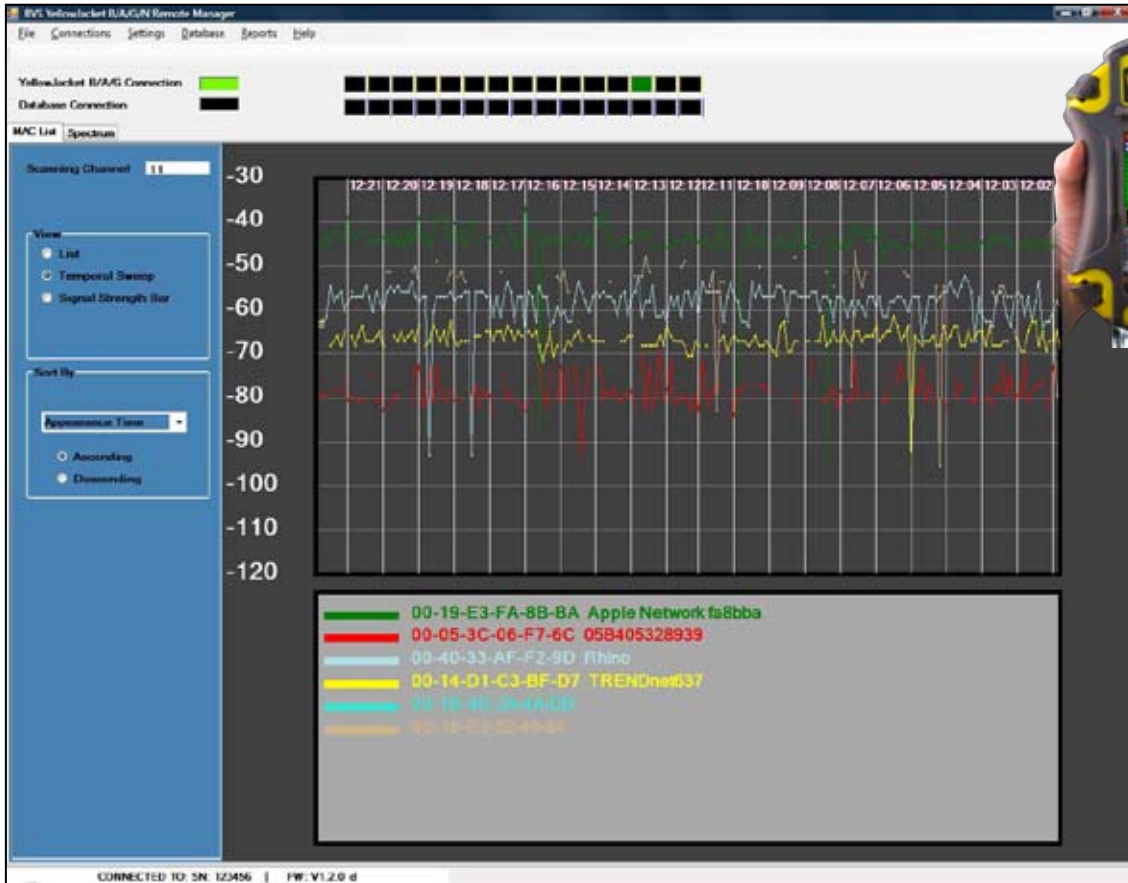 BVS YellowJacket B/A/G/N Remote Manager
File Connections Settings Database Reports Help
YellowJacket B/A/G Connection
Database Connection
MAC List Spectrum
Scanning Channel 11
View
List
Temporal Sweep
Signal Strength Bar
Sort By
Appearance Time
Ascending
Descending
-30
-40
-50
-60
-70
-80
-90
-100
-110
-120
12:21 12:20 12:19 12:18 12:17 12:16 12:15 12:14 12:13 12:12 12:11 12:10 12:09 12:08 12:07 12:06 12:05 12:04 12:03 12:02
00-19-E3-FA-8B-BA Apple Network fa8bba
00-05-3C-06-F7-6C 05B405328939
00-40-33-AF-F2-9D Rhino
00-14-D1-C3-BF-D7 TRENDnet637
CONNECTED TO: SN: 123456 | FW: V1.2.0 d